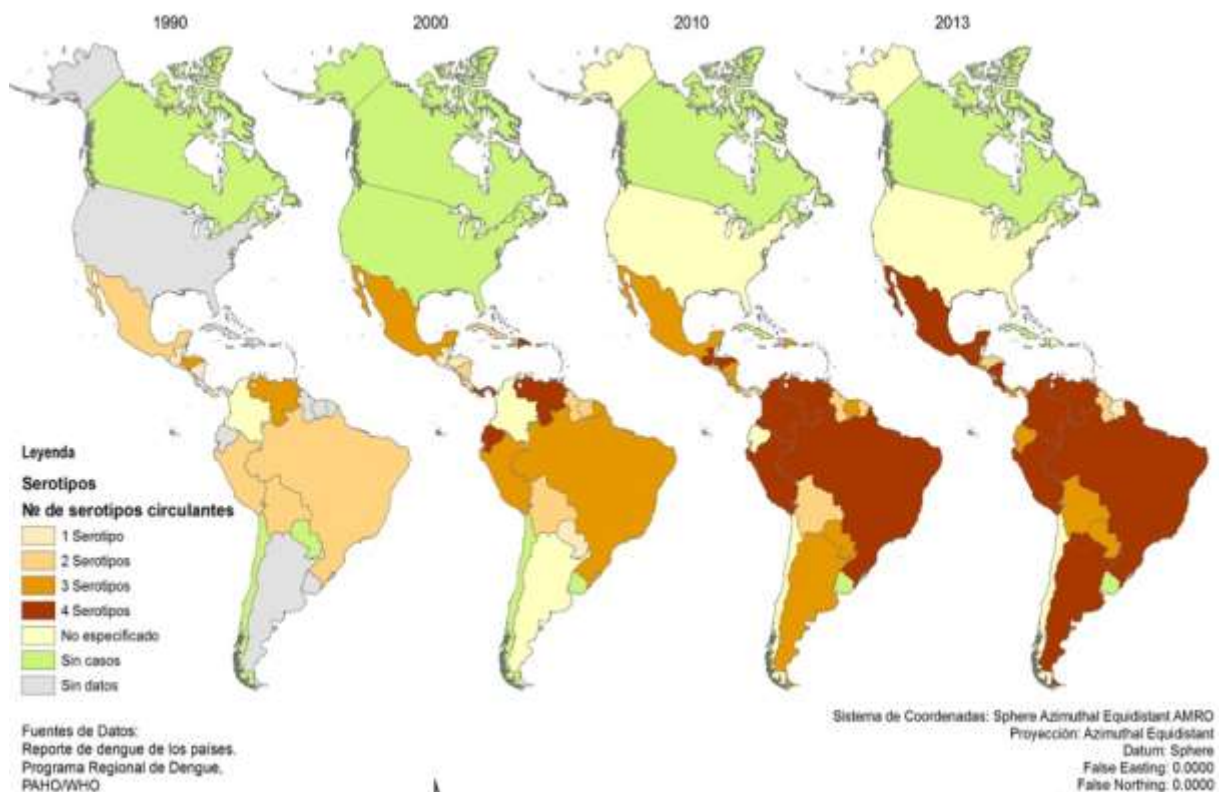 1990
2000
2010
2013
Leyenda
Serotipos
№ de serotipos circulantes
1 Serotipo
2 Serotipos
3 Serotipos
4 Serotipos
No especificado
Sin casos
Sin datos
Fuentes de Datos:
Reporte de dengue de los países.
Programa Regional de Dengue,
PAHO/WHO
Sistema de Coordenadas: Sphere Azimuthal Equidistant AMRO
Proyección: Azimuthal Equidistant
Datum: Sphere
False Easting: 0.0000
False Northing: 0.0000